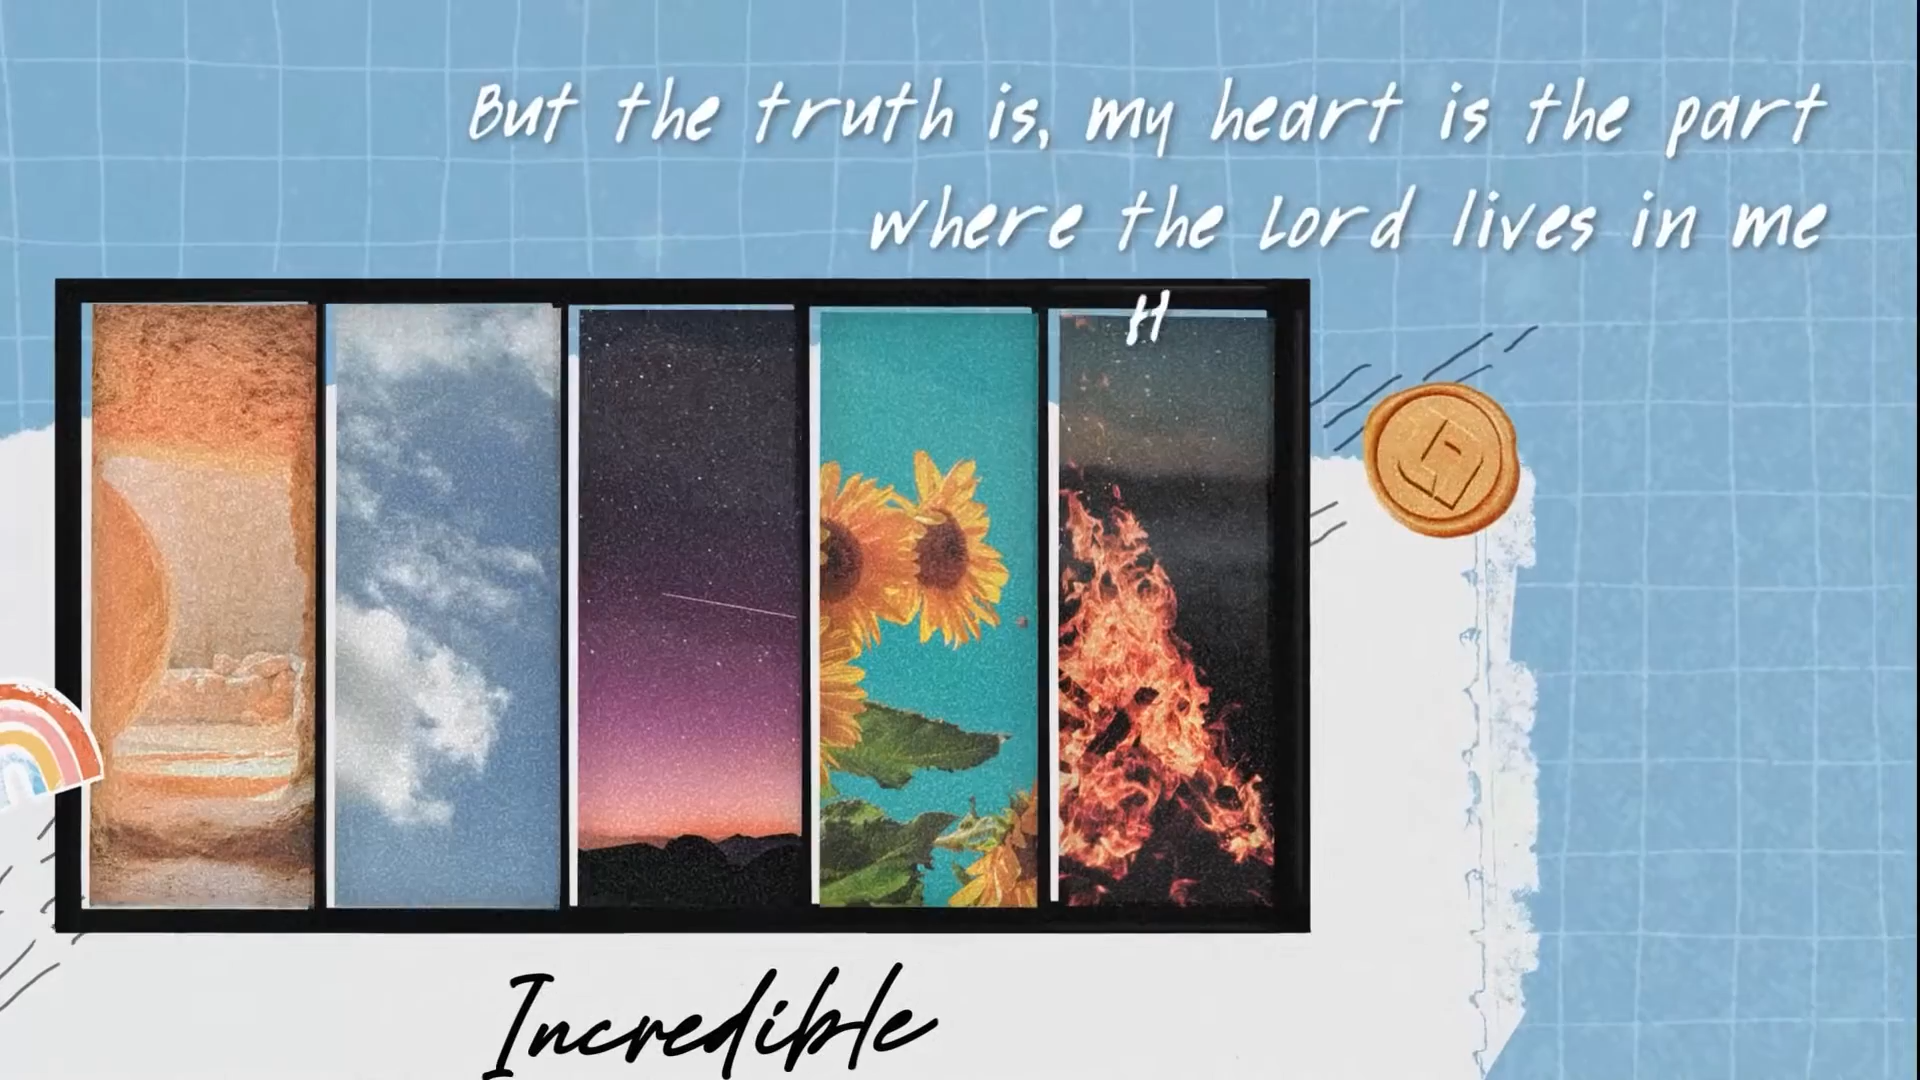 But the truth is, my heart is the part
where the Lord lives in me
H
Incredible